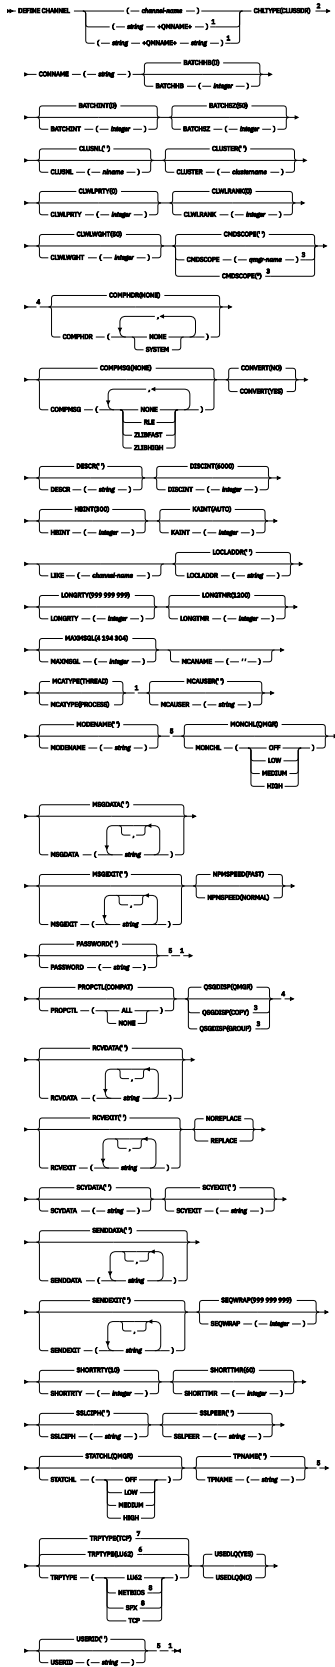 DEFINE CHANNEL ( channel-name ) CHLTYPE(CLUSSDR) 2
( string +QMNAME+ ) 1
( string +QMNAME+ string ) 1
CONNAME ( string ) BATCHHB(0)
BATCHHB ( integer )
BATCHINT(0) BATCHSZ(50)
BATCHINT ( integer ) BATCHSZ ( integer )
CLUSNL(' ') CLUSTER(' ')
CLUSNL ( nlname ) CLUSTER ( clustername )
CLWLPRTY(0) CLWLRANK(0)
CLWLPRTY ( integer ) CLWLRANK ( integer )
CLWLWGHT(50) CMDSCOPE(' ')
CLWLWGHT ( integer ) CMDSCOPE ( qmgr-name ) 3
CMDSCOPE(*) 3
4 COMPHDR(NONE)
,
COMPHDR ( NONE )
SYSTEM
COMPMSG(NONE) CONVERT(NO)
, CONVERT(YES)
COMPMSG ( NONE )
RLE
ZLIBFAST
ZLIBHIGH
DESCR(' ') DISCINT(6000)
DESCR ( string ) DISCINT ( integer )
HBINT(300) KAINT(AUTO)
HBINT ( integer ) KAINT ( integer )
LOCLADDR(' ')
LIKE ( channel-name ) LOCLADDR ( string )
LONGRTY(999 999 999) LONGTMR(1200)
LONGRTY ( integer ) LONGTMR ( integer )
MAXMSGL(4 194 304)
MAXMSGL ( integer ) MCANAME ( ' ' )
MCATYPE(THREAD) 1 MCAUSER(' ')
MCATYPE(PROCESS) MCAUSER ( string )
MODENAME(' ') 5 MONCHL(QMGR)
MODENAME ( string ) MONCHL ( OFF )
LOW
MEDIUM
HIGH
MSGDATA(' ')
,
MSGDATA ( string )
MSGEXIT(' ') NPMSPEED(FAST)
, NPMSPEED(NORMAL)
MSGEXIT ( string )
PASSWORD(' ') 5 1
PASSWORD ( string )
PROPCTL(COMPAT) QSGDISP(QMGR) 4
PROPCTL ( ALL ) QSGDISP(COPY) 3
NONE QSGDISP(GROUP) 3
RCVDATA(' ')
,
RCVDATA ( string )
RCVEXIT(' ') NOREPLACE
, REPLACE
RCVEXIT ( string )
SCYDATA(' ') SCYEXIT(' ')
SCYDATA ( string ) SCYEXIT ( string )
SENDDATA(' ')
,
SENDDATA ( string )
SENDEXIT(' ') SEQWRAP(999 999 999)
, SEQWRAP ( integer )
SENDEXIT ( string )
SHORTRTY(10) SHORTTMR(60)
SHORTRTY ( integer ) SHORTTMR ( integer )
SSLCIPH(' ') SSLPEER(' ')
SSLCIPH ( string ) SSLPEER ( string )
STATCHL(QMGR) TPNAME(' ') 5
STATCHL ( OFF ) TPNAME ( string )
LOW
MEDIUM
HIGH
TRPTYPE(TCP) 7
TRPTYPE(LU62) 6 USEDLQ(YES)
TRPTYPE ( LU62 ) USEDLQ(NO)
NETBIOS 8
SPX 8
TCP
USERID(' ') 5 1
USERID ( string )